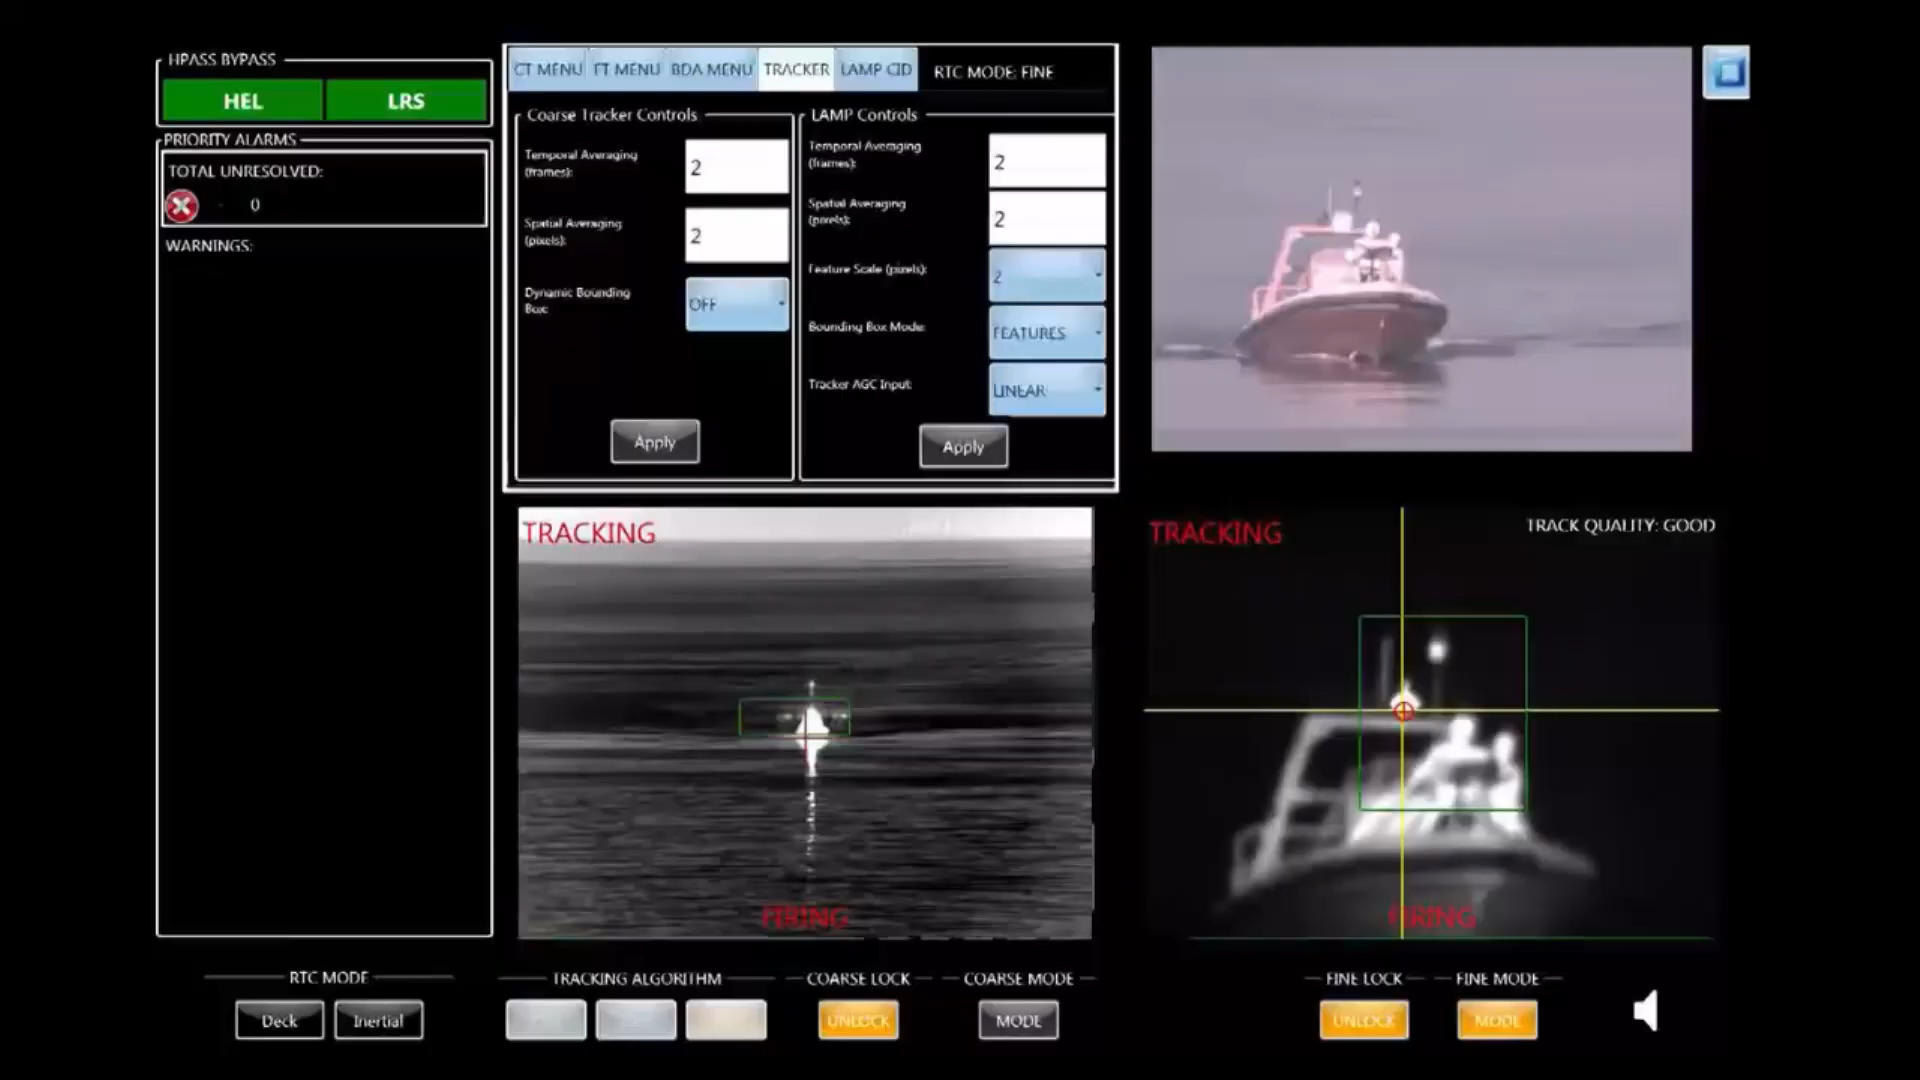 HPASS BYPASS
HEL
LRS
PRIORITY ALARMS
TOTAL UNRESOLVED:
- 0
WARNINGS:
CT MENU
FT MENU
BDA MENU
TRACKER
LAMP CID
RTC MODE: FINE
Coarse Tracker Controls
Temporal Averaging
(frames):
2
Spatial Averaging
(pixels):
2
Dynamic Bounding
Box:
OFF
Apply
LAMP Controls
Temporal Averaging
(frames):
2
Spatial Averaging
(pixels):
2
Feature Scale (pixels):
2
Bounding Box Mode:
FEATURES
Tracker AGC Input:
LINEAR
Apply
TRACKING
FIRING
TRACKING
TRACK QUALITY: GOOD
FIRING
RTC MODE
Deck
Inertial
TRACKING ALGORITHM
COARSE LOCK
UNLOCK
COARSE MODE
MODE
FINE LOCK
UNLOCK
FINE MODE
MODE